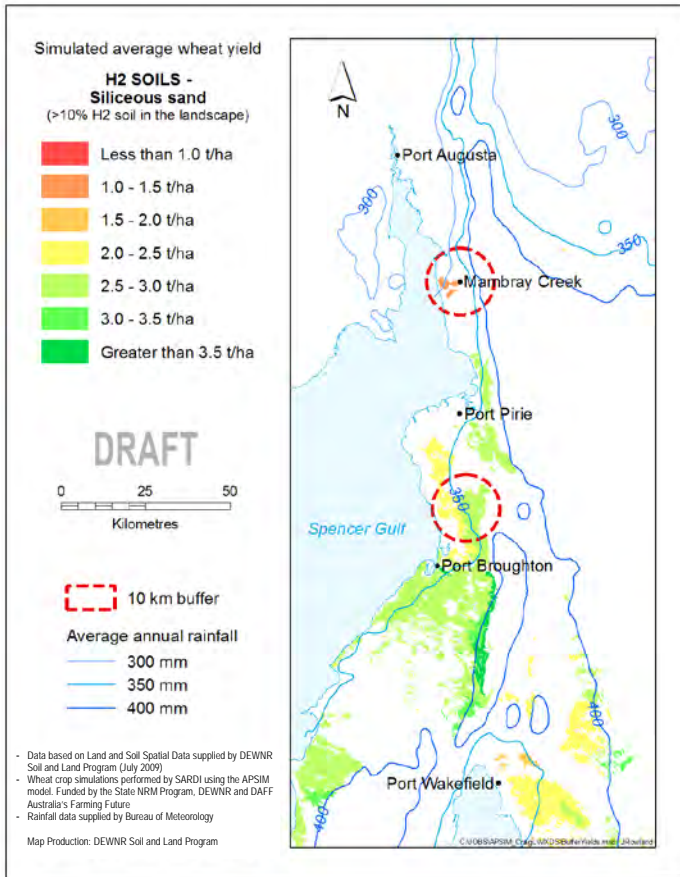 Simulated average wheat yield
H2 SOILS -
Siliceous sand
(>10% H2 soil in the landscape)
Less than 1.0 t/ha
1.0 - 1.5 t/ha
1.5 - 2.0 t/ha
2.0 - 2.5 t/ha
2.5 - 3.0 t/ha
3.0 - 3.5 t/ha
Greater than 3.5 t/ha
DRAFT
0 25 50
Kilometres
10 km buffer
Average annual rainfall
300 mm
350 mm
400 mm
- Data based on Land and Soil Spatial Data supplied by DEWNR
Soil and Land Program (July 2009)
- Wheat crop simulations performed by SARDI using the APSIM
model. Funded by the State NRM Program, DEWNR and DAFF
Australia's Farming Future
- Rainfall data supplied by Bureau of Meteorology
Map Production: DEWNR Soil and Land Program
N
300
Port Augusta
300
350
Mambray Creek
Port Pirie
350
Spencer Gulf
Port Broughton
400
400
Port Wakefield